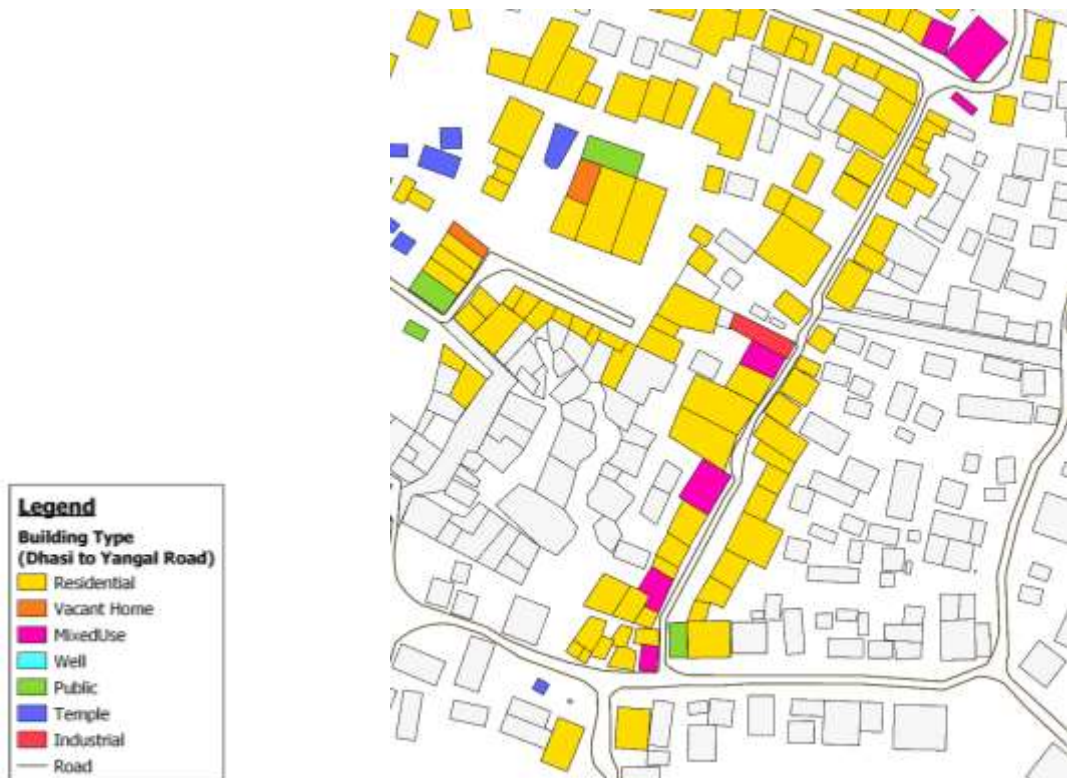 Legend
Building Type
(Dhasi to Yangal Road)
Residential
Vacant Home
MixedUse
Well
Public
Temple
Industrial
Road